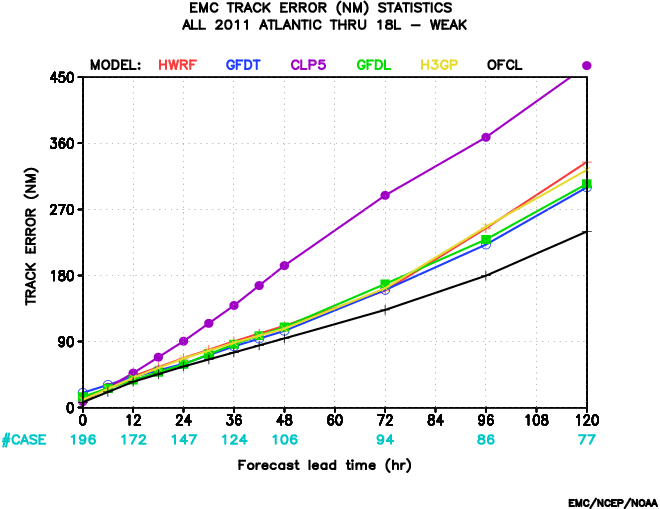 EMC TRACK ERROR (NM) STATISTICS
ALL 2011 ATLANTIC THRU 18L – WEAK
MODEL: HWRF GFDT CLP5 GFDL H3GP OFCL
450
360
270
180
90
0
TRACK ERROR (NM)
0 12 24 36 48 60 72 84 96 108 120
#CASE 196 172 147 124 106 94 86 77
Forecast lead time (hr)
EMC/NCEP/NOAA